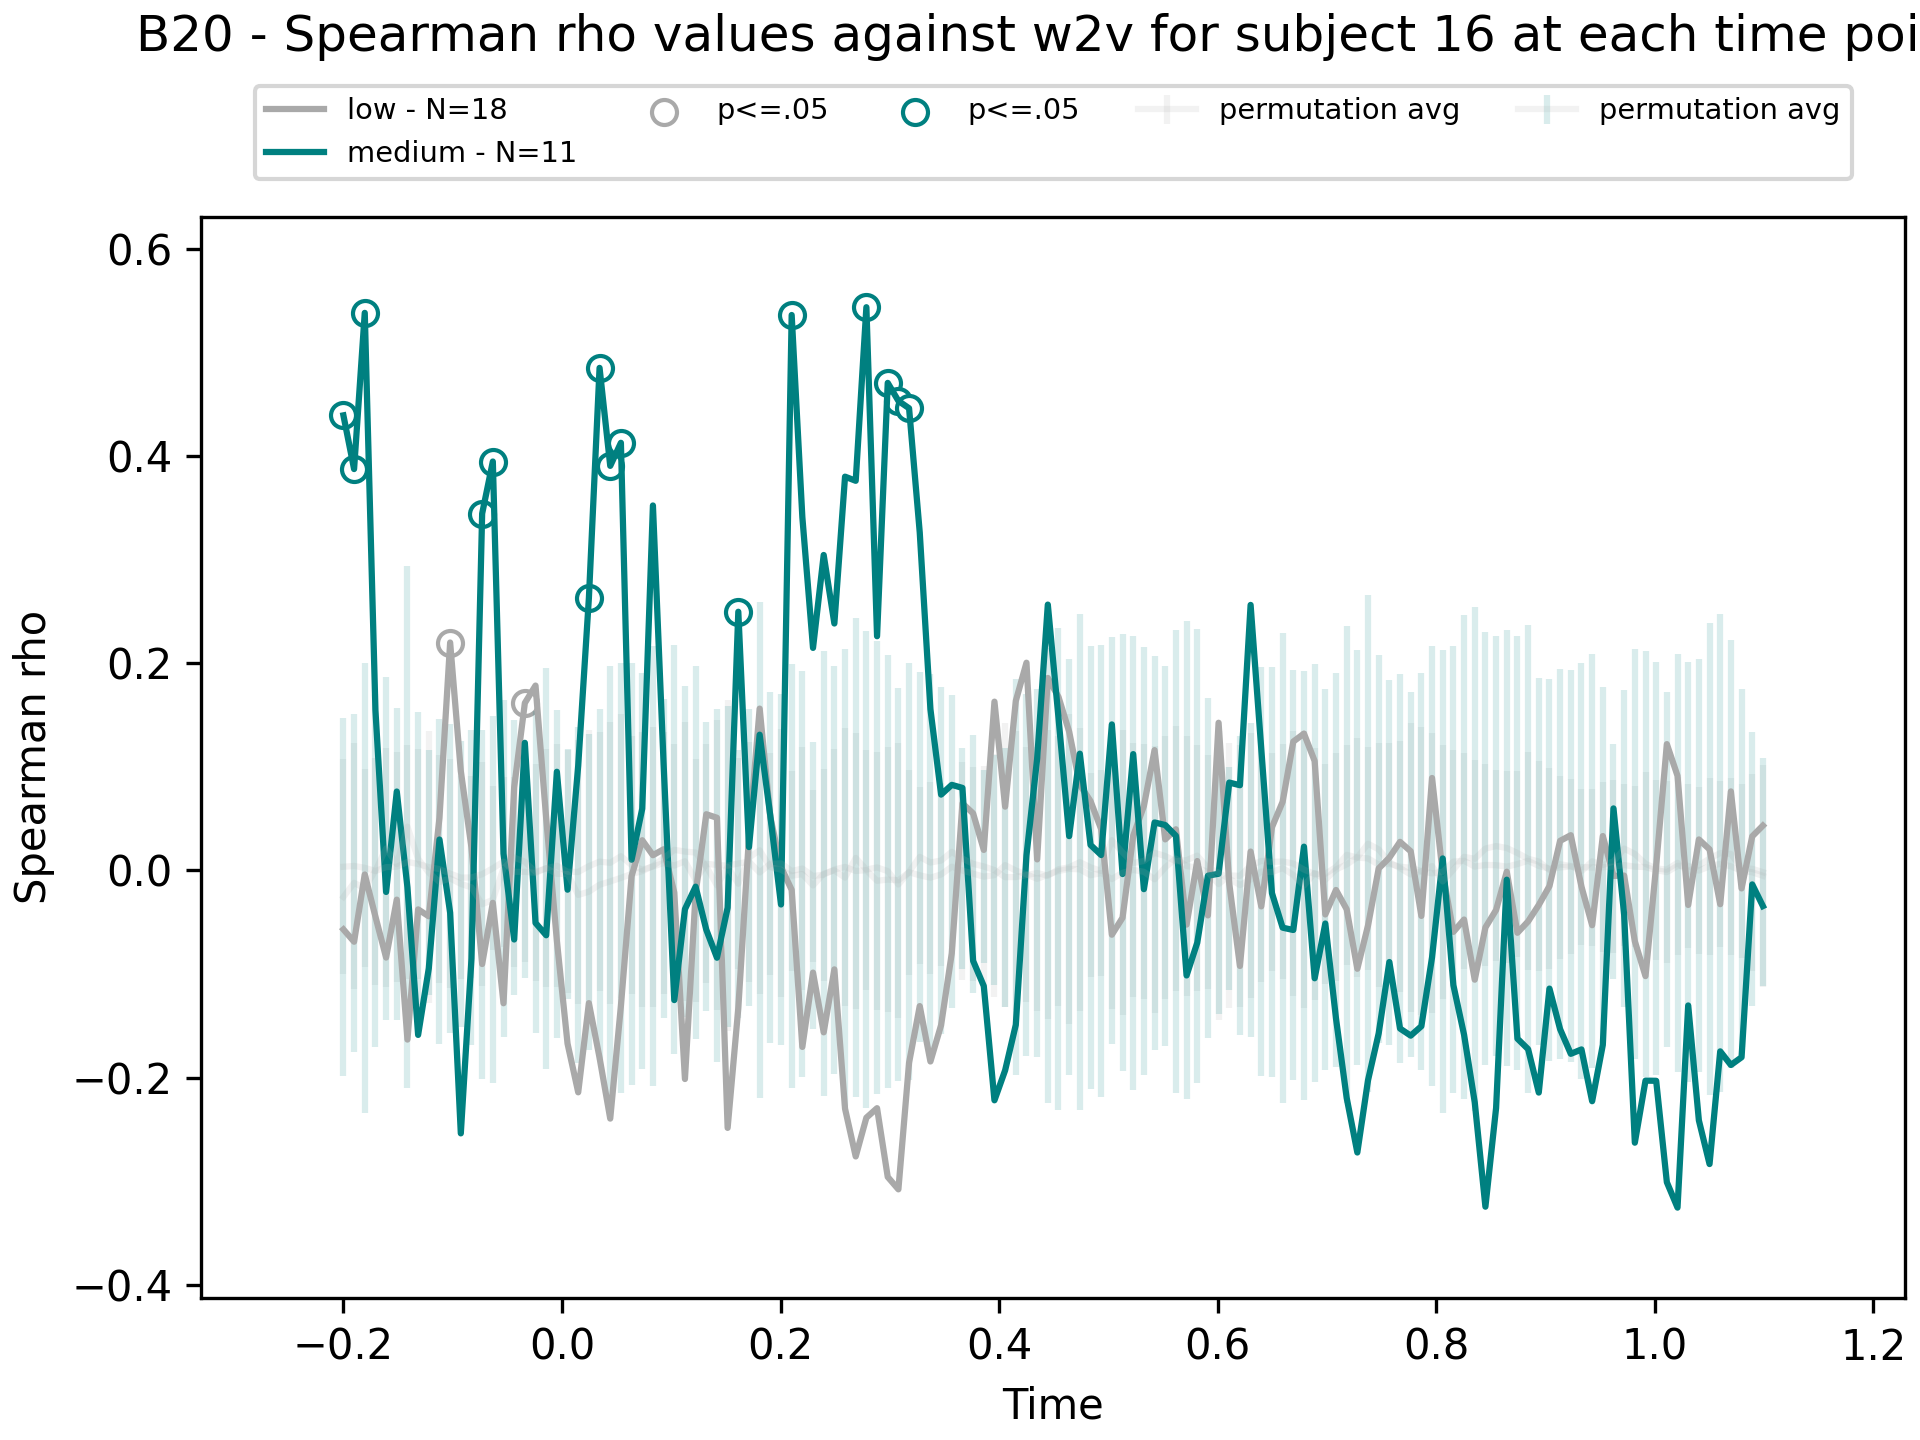 B20 - Spearman rho values against w2v for subject 16 at each time poi
low - N=18
medium - N=11
p<=.05
p<=.05
permutation avg
permutation avg
Spearman rho
0.6
0.4
0.2
0.0
−0.2
−0.4
−0.2
0.0
0.2
0.4
0.6
0.8
1.0
1.2
Time